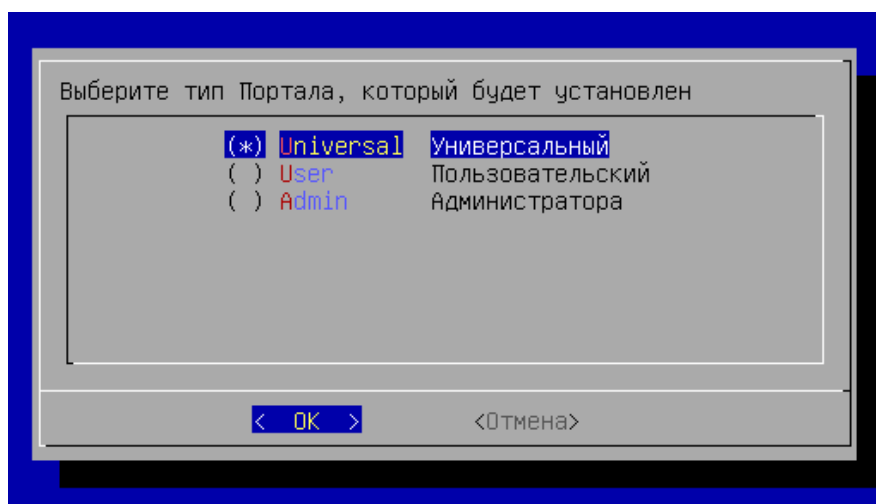 Выберите тип Портала, который будет установлен
(*) Universal Универсальный
( ) User Пользовательский
( ) Admin Администратора
< OK > <Отмена>